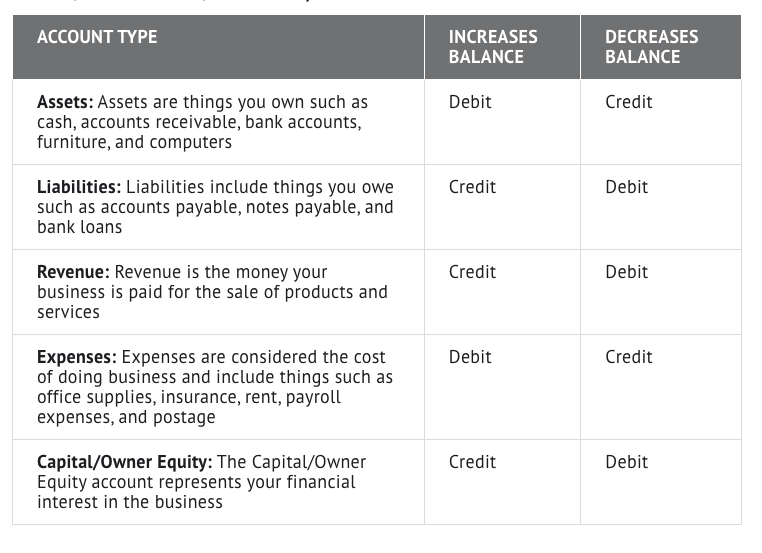 ACCOUNT TYPE
INCREASES
BALANCE
DECREASES
BALANCE
Assets: Assets are things you own such as
cash, accounts receivable, bank accounts,
furniture, and computers
Debit
Credit
Liabilities: Liabilities include things you owe
such as accounts payable, notes payable, and
bank loans
Credit
Debit
Revenue: Revenue is the money your
business is paid for the sale of products and
services
Credit
Debit
Expenses: Expenses are considered the cost
of doing business and include things such as
office supplies, insurance, rent, payroll
expenses, and postage
Debit
Credit
Capital/Owner Equity: The Capital/Owner
Equity account represents your financial
interest in the business
Credit
Debit